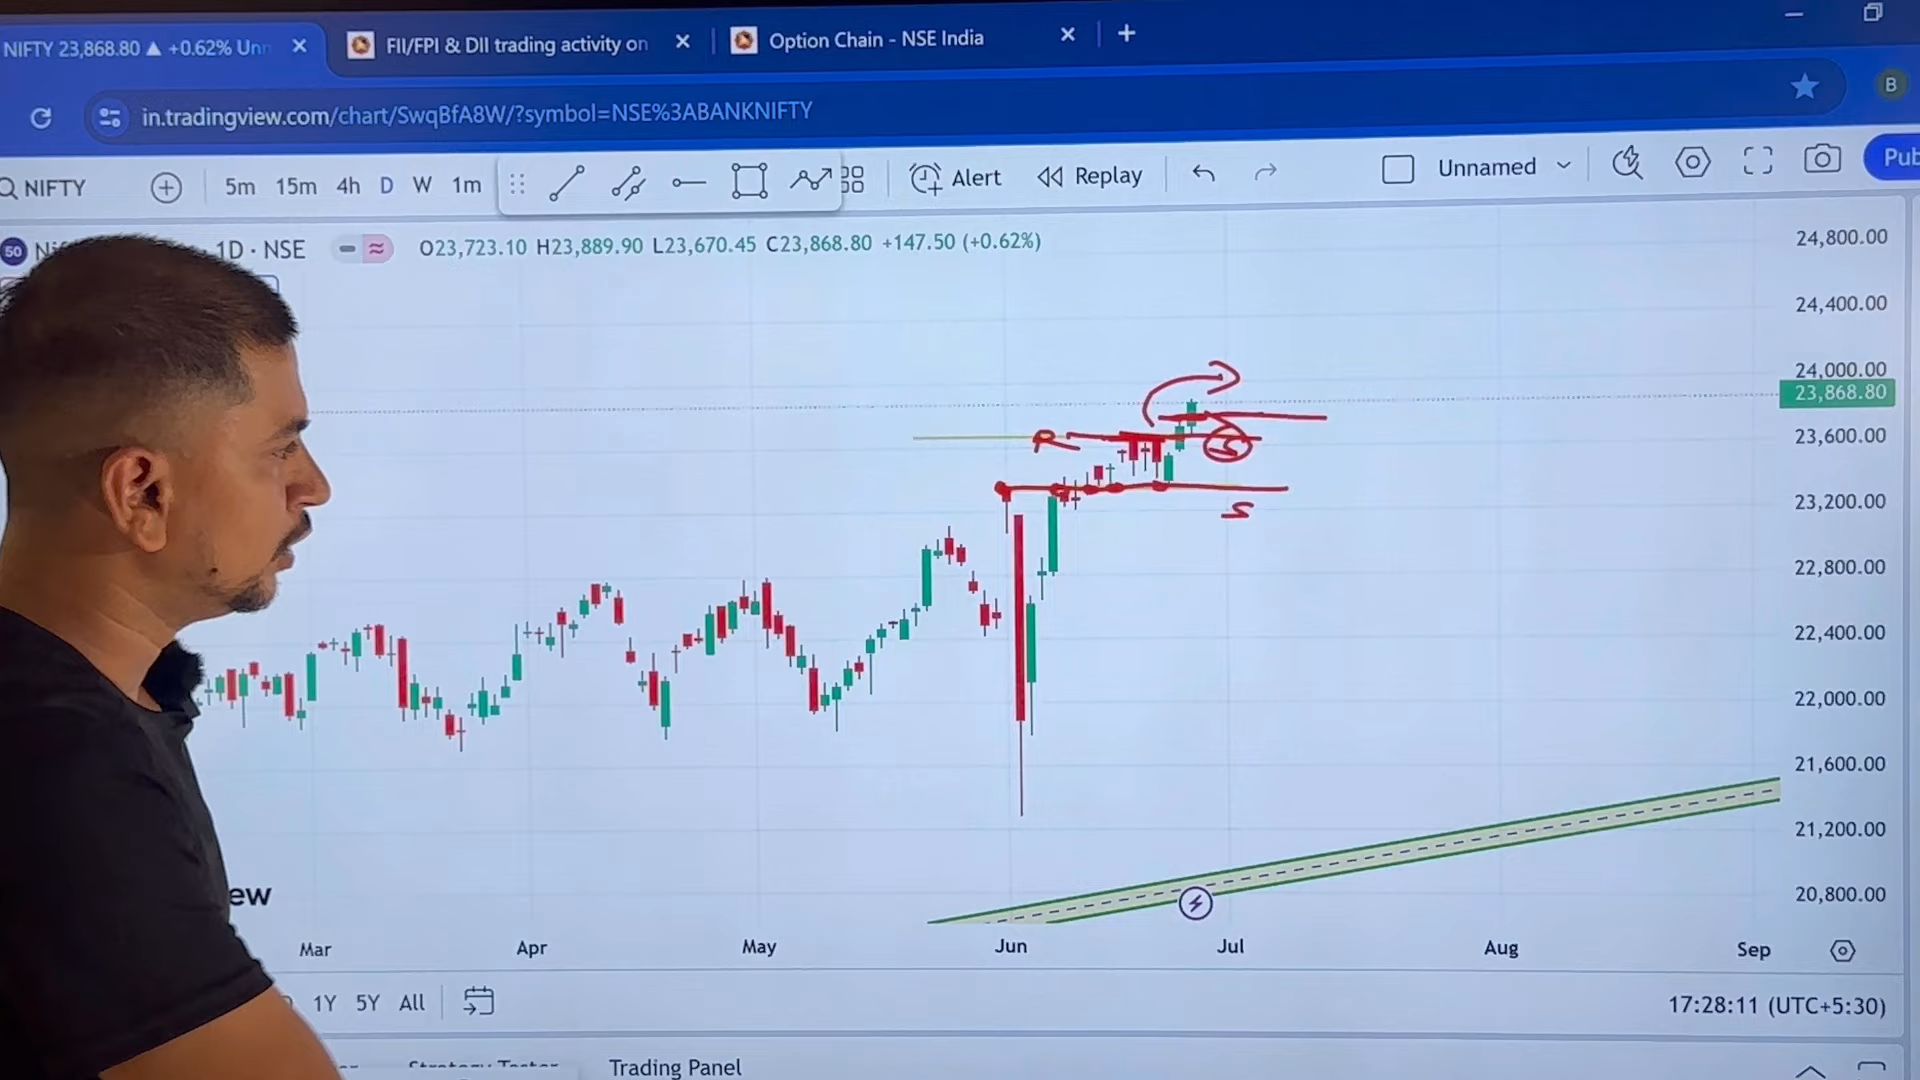 NIFTY 23,868.80 ▲ +0.62% Unn
FII/FPI & DII trading activity on
Option Chain - NSE India
B
in.tradingview.com/chart/SwqBfA8W/?symbol=NSE%3ABANKNIFTY
NIFTY 5m 15m 4h D W 1m Alert Replay Unnamed Pub
50 · 1D · NSE O23,723.10 H23,889.90 L23,670.45 C23,868.80 +147.50 (+0.62%)
24,800.00
24,400.00
24,000.00
23,868.80
23,600.00
R
S
23,200.00
S
22,800.00
22,400.00
22,000.00
21,600.00
21,200.00
20,800.00
ew
Mar Apr May Jun Jul Aug Sep
1Y 5Y All
17:28:11 (UTC+5:30)
Trading Panel